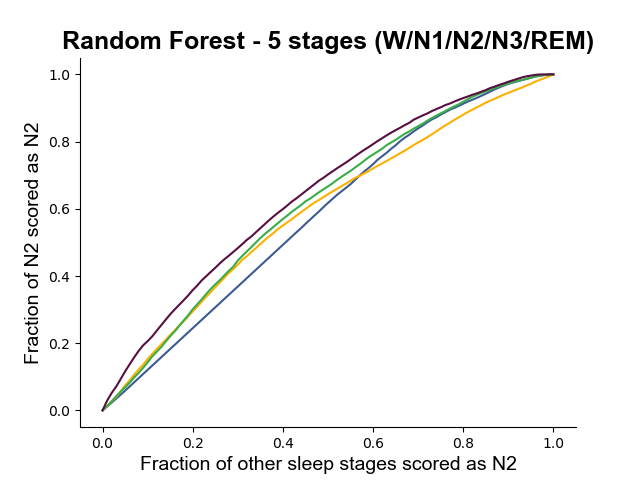 Random Forest - 5 stages (W/N1/N2/N3/REM)
Fraction of N2 scored as N2
1.0
0.8
0.6
0.4
0.2
0.0
0.0 0.2 0.4 0.6 0.8 1.0
Fraction of other sleep stages scored as N2